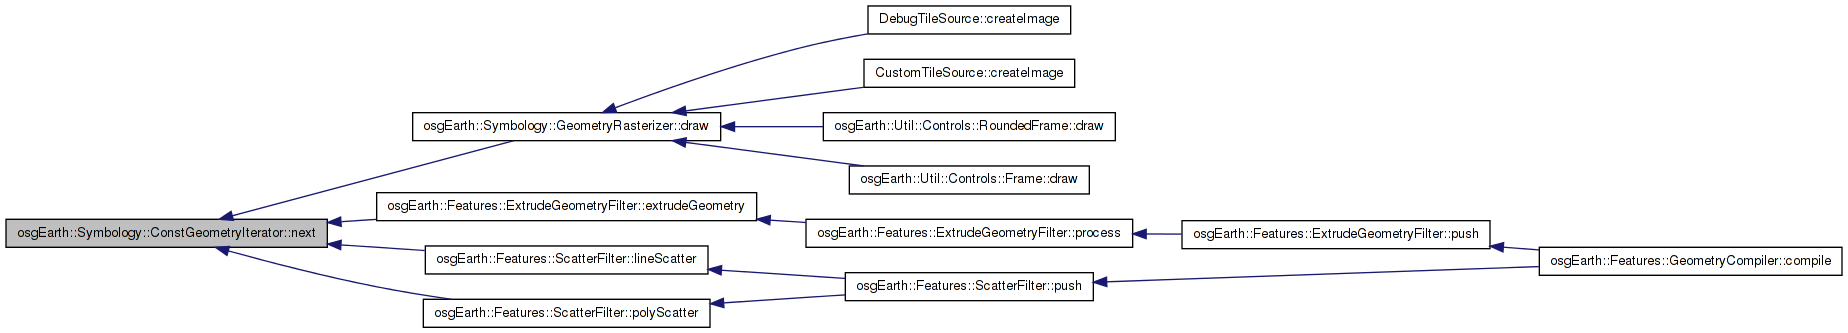 DebugTileSource::createImage
CustomTileSource::createImage
osgEarth::Symbology::GeometryRasterizer::draw
osgEarth::Util::Controls::RoundedFrame::draw
osgEarth::Util::Controls::Frame::draw
osgEarth::Features::ExtrudeGeometryFilter::extrudeGeometry
osgEarth::Symbology::ConstGeometryIterator::next
osgEarth::Features::ExtrudeGeometryFilter::process
osgEarth::Features::ExtrudeGeometryFilter::push
osgEarth::Features::ScatterFilter::lineScatter
osgEarth::Features::GeometryCompiler::compile
osgEarth::Features::ScatterFilter::push
osgEarth::Features::ScatterFilter::polyScatter